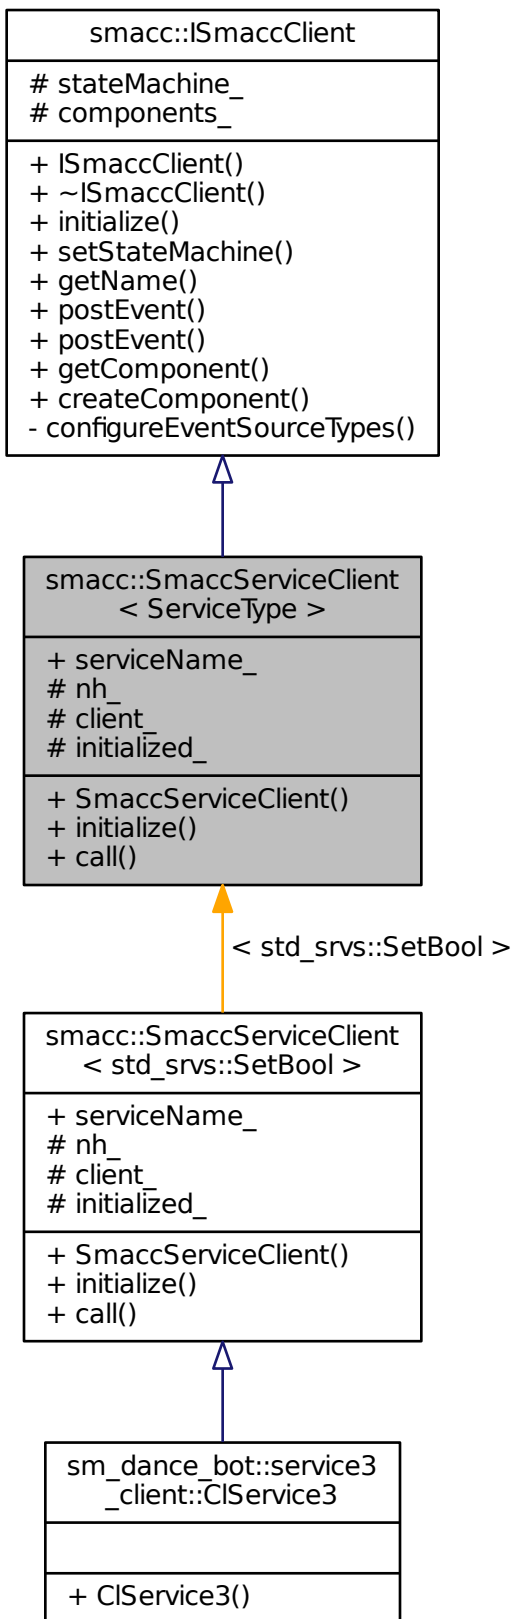 smacc::ISmaccClient
# stateMachine_
# components_
+ ISmaccClient()
+ ~ISmaccClient()
+ initialize()
+ setStateMachine()
+ getName()
+ postEvent()
+ postEvent()
+ getComponent()
+ createComponent()
- configureEventSourceTypes()
smacc::SmaccServiceClient
< ServiceType >
+ serviceName_
# nh_
# client_
# initialized_
+ SmaccServiceClient()
+ initialize()
+ call()
< std_srvs::SetBool >
smacc::SmaccServiceClient
< std_srvs::SetBool >
+ serviceName_
# nh_
# client_
# initialized_
+ SmaccServiceClient()
+ initialize()
+ call()
sm_dance_bot::service3
_client::ClService3
+ ClService3()